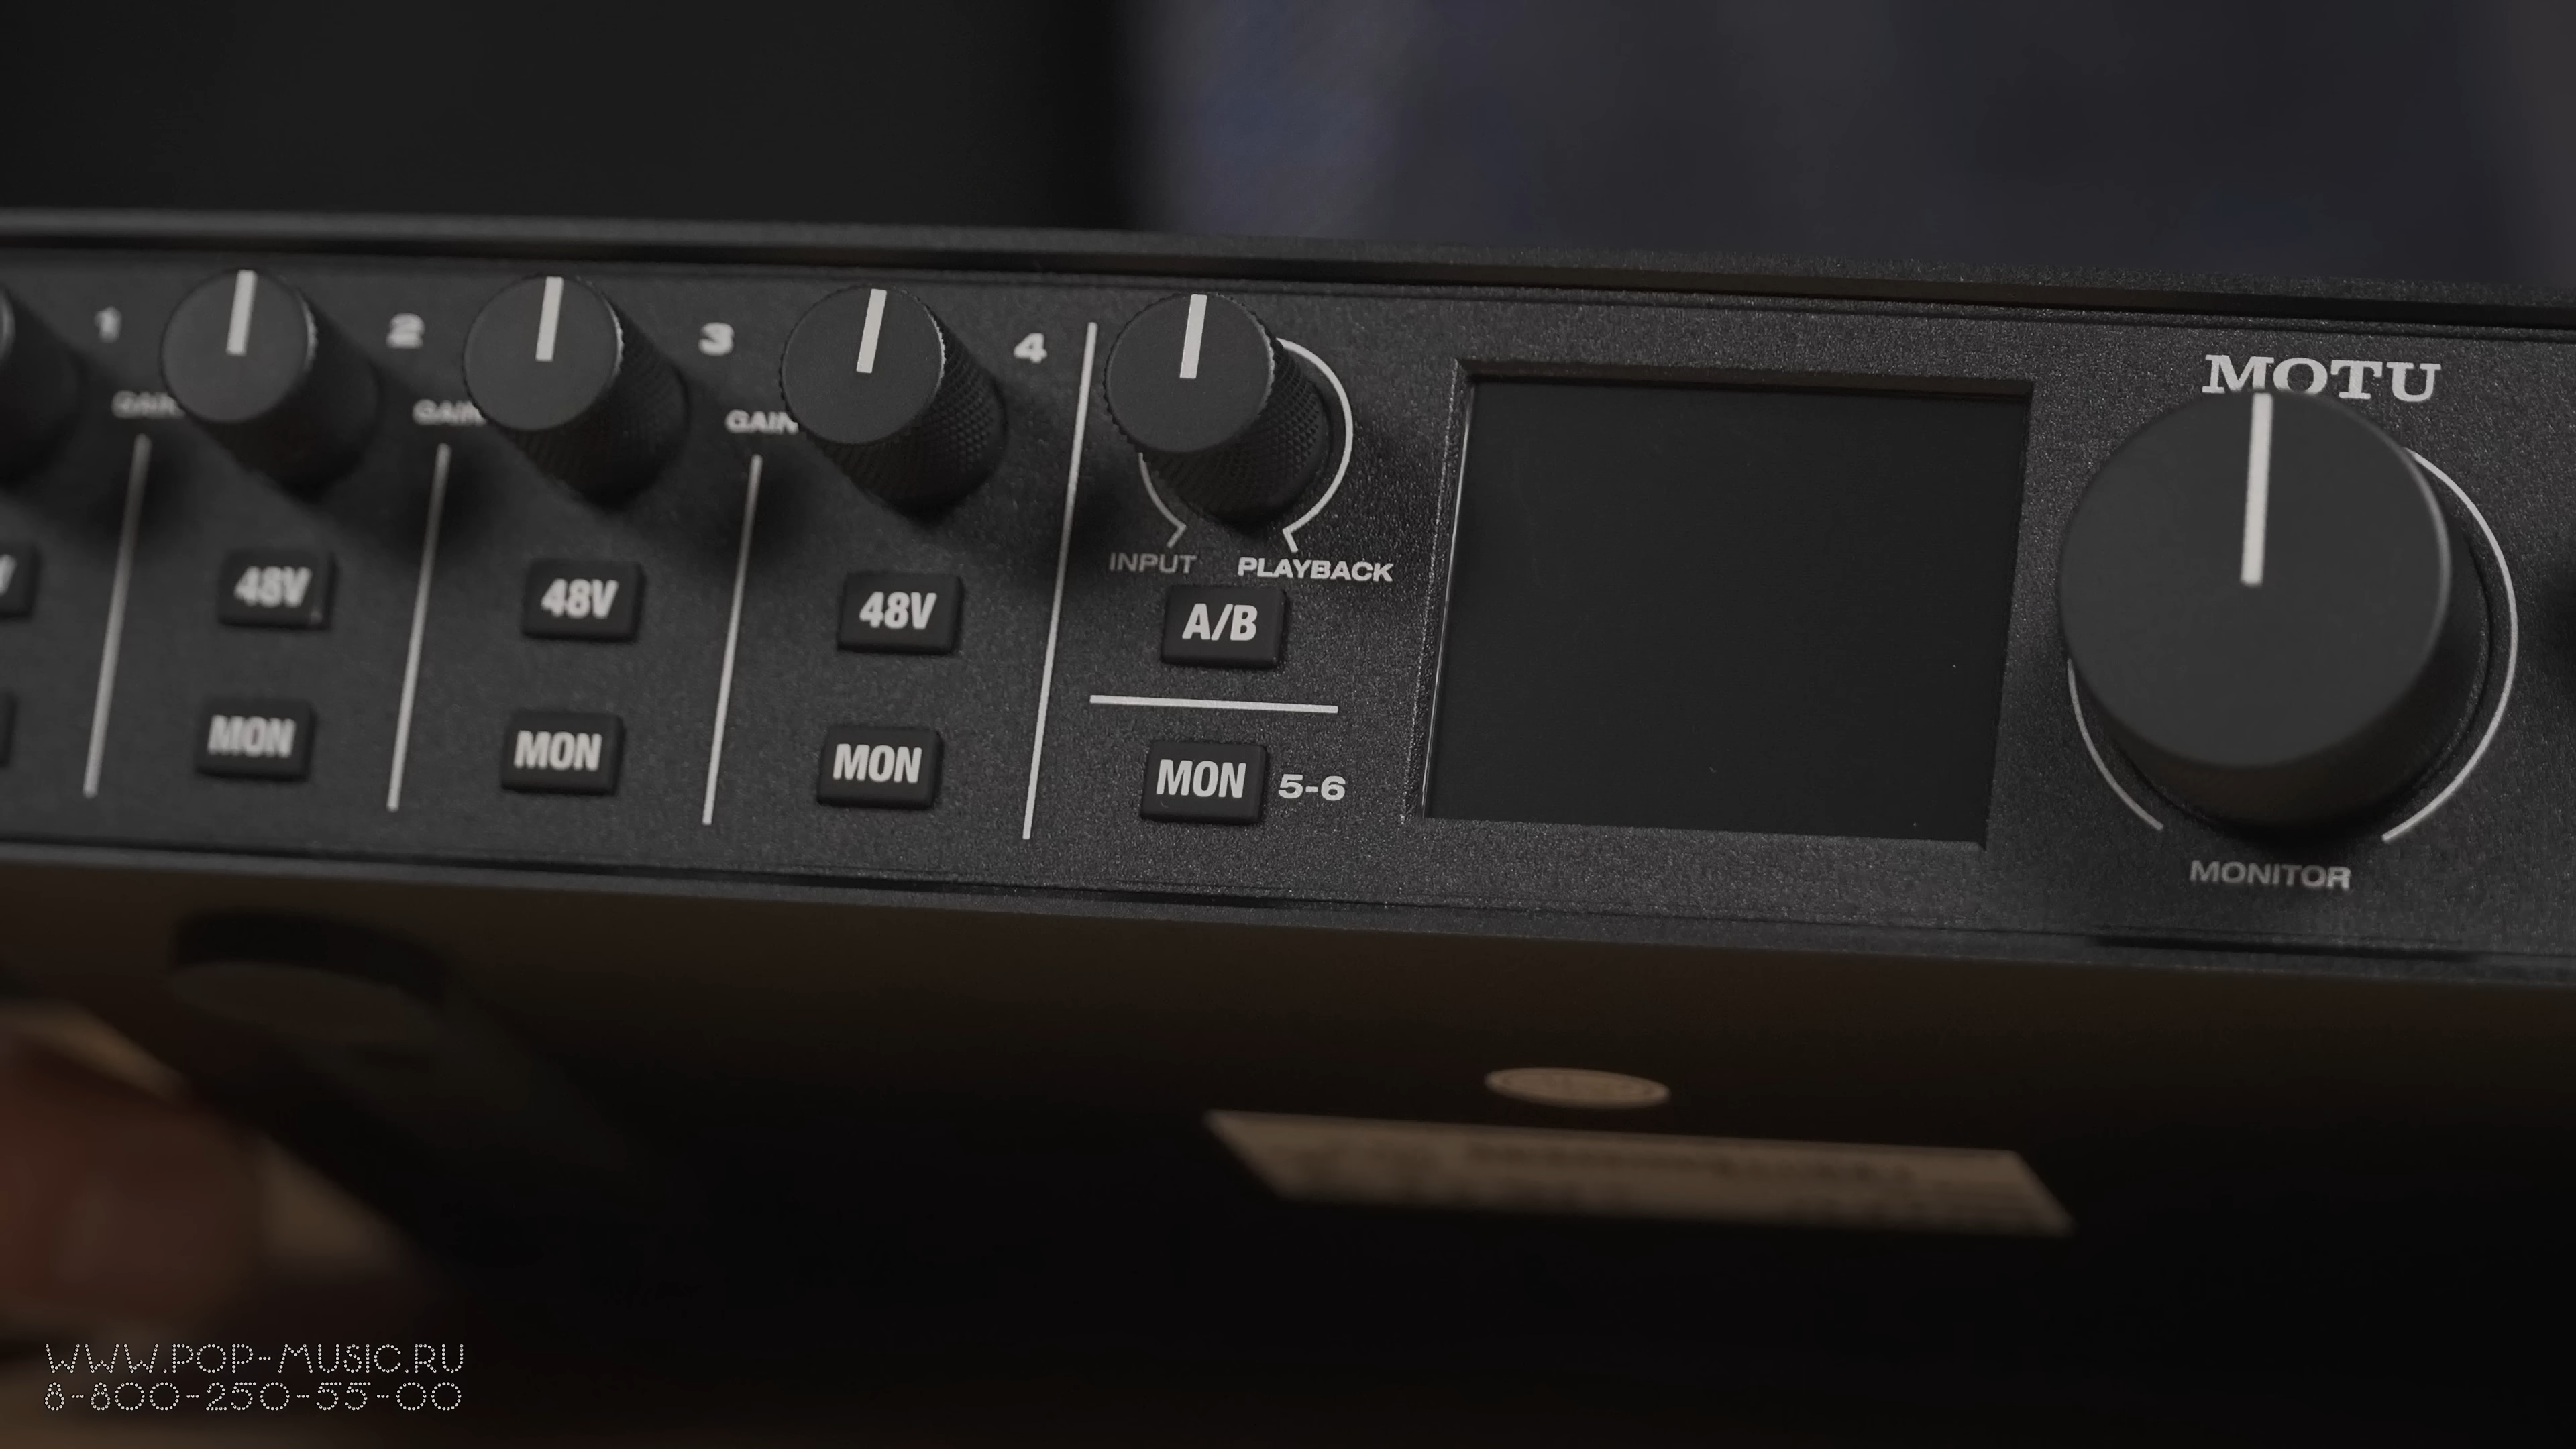 MOTU
1
2
3
4
GAIN
GAIN
GAIN
INPUT
PLAYBACK
48V
48V
48V
A/B
MON
MON
MON
MON
5-6
MONITOR
WWW.POP-MUSIC.RU
8-800-250-55-00